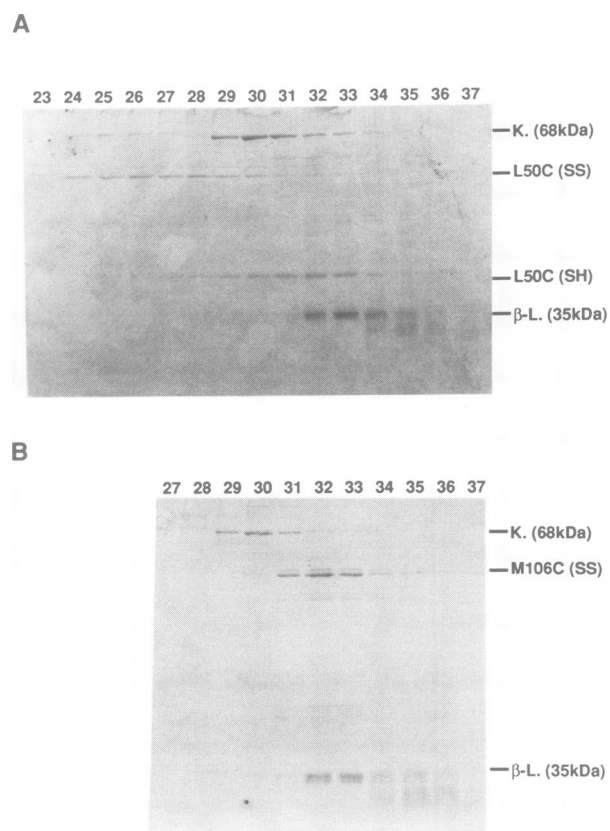 A
23 24 25 26 27 28 29 30 31 32 33 34 35 36 37
K. (68kDa)
L50C (SS)
L50C (SH)
β-L. (35kDa)
B
27 28 29 30 31 32 33 34 35 36 37
K. (68kDa)
M106C (SS)
β-L. (35kDa)